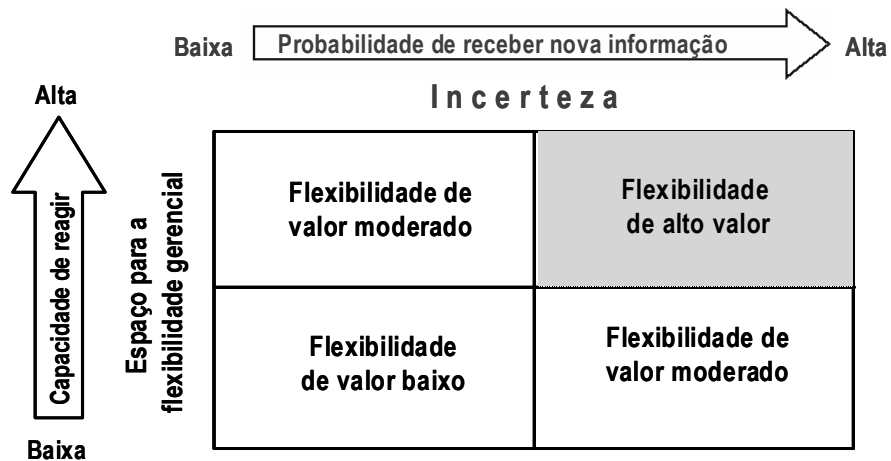 Baixa
Probabilidade de receber nova informação
Alta
Incerteza
Alta
Capacidade de reagir
Baixa
Espaço para a
flexibilidade gerencial
Flexibilidade de
valor moderado
Flexibilidade
de alto valor
Flexibilidade
de valor baixo
Flexibilidade de
valor moderado